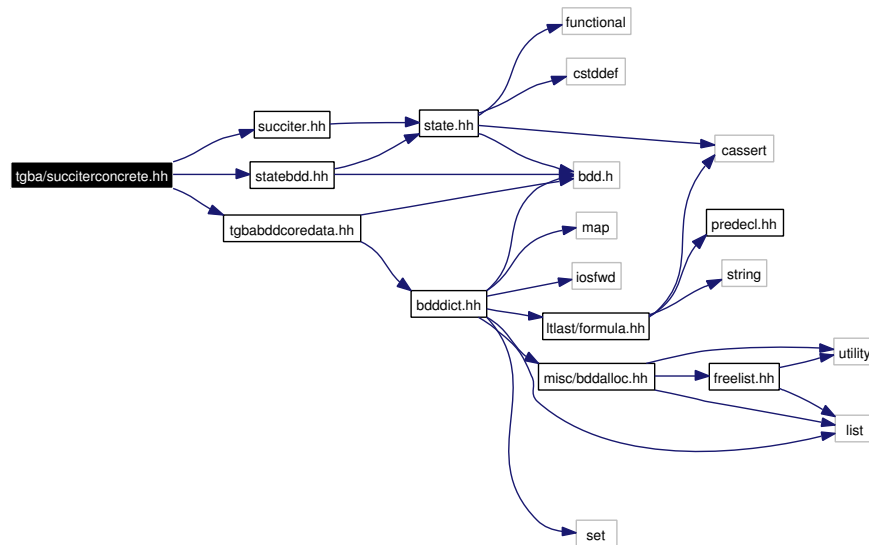 functional
cstddef
succiter.hh
state.hh
cassert
tgba/succiterconcrete.hh
statebdd.hh
bdd.h
tgbabddcoredata.hh
map
predecl.hh
iosfwd
string
bdddict.hh
ltlast/formula.hh
utility
misc/bddalloc.hh
freelist.hh
list
set